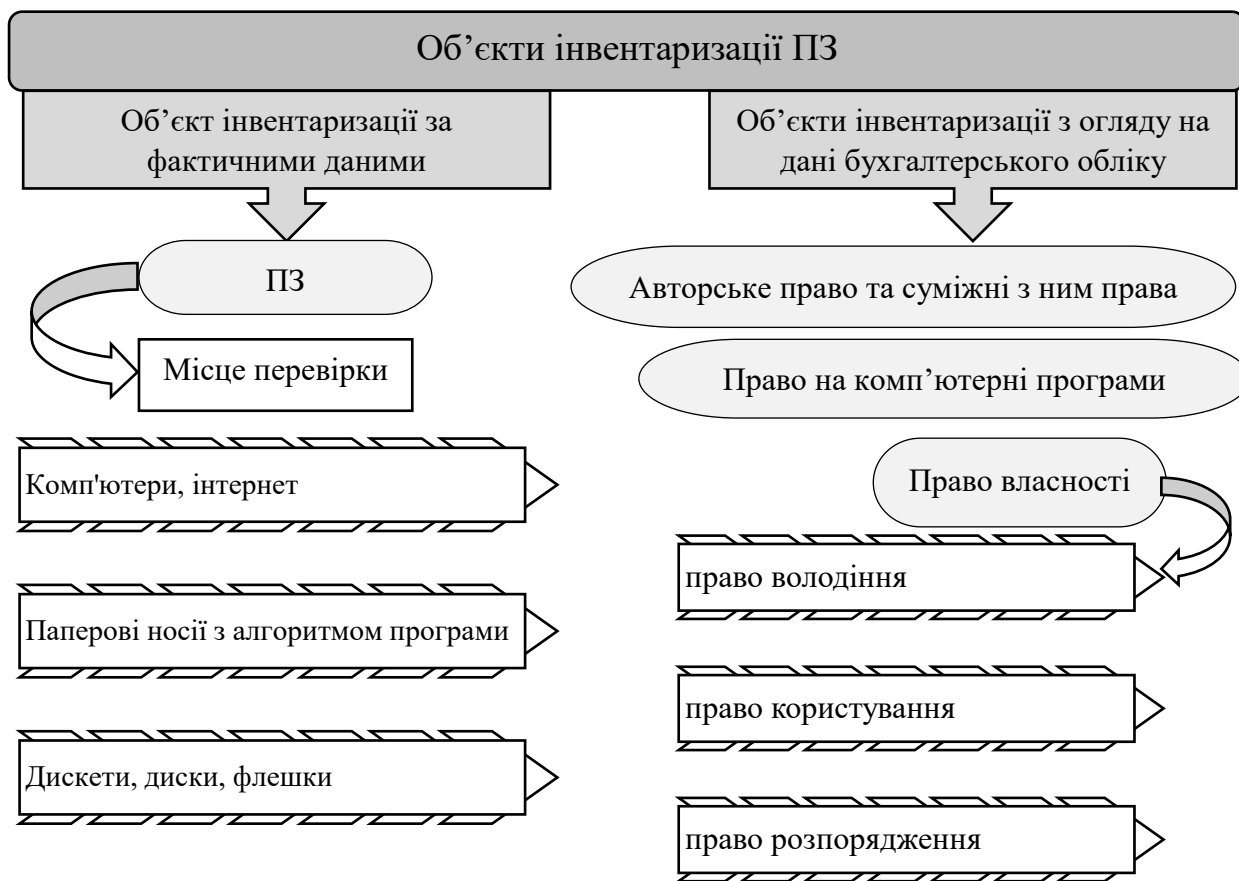 Об’єкти інвентаризації ПЗ
Об’єкт інвентаризації за
фактичними даними
ПЗ
Місце перевірки
Комп'ютери, інтернет
Паперові носії з алгоритмом програми
Дискети, диски, флешки
Об’єкти інвентаризації з огляду на
дані бухгалтерського обліку
Авторське право та суміжні з ним права
Право на комп’ютерні програми
Право власності
право володіння
право користування
право розпорядження